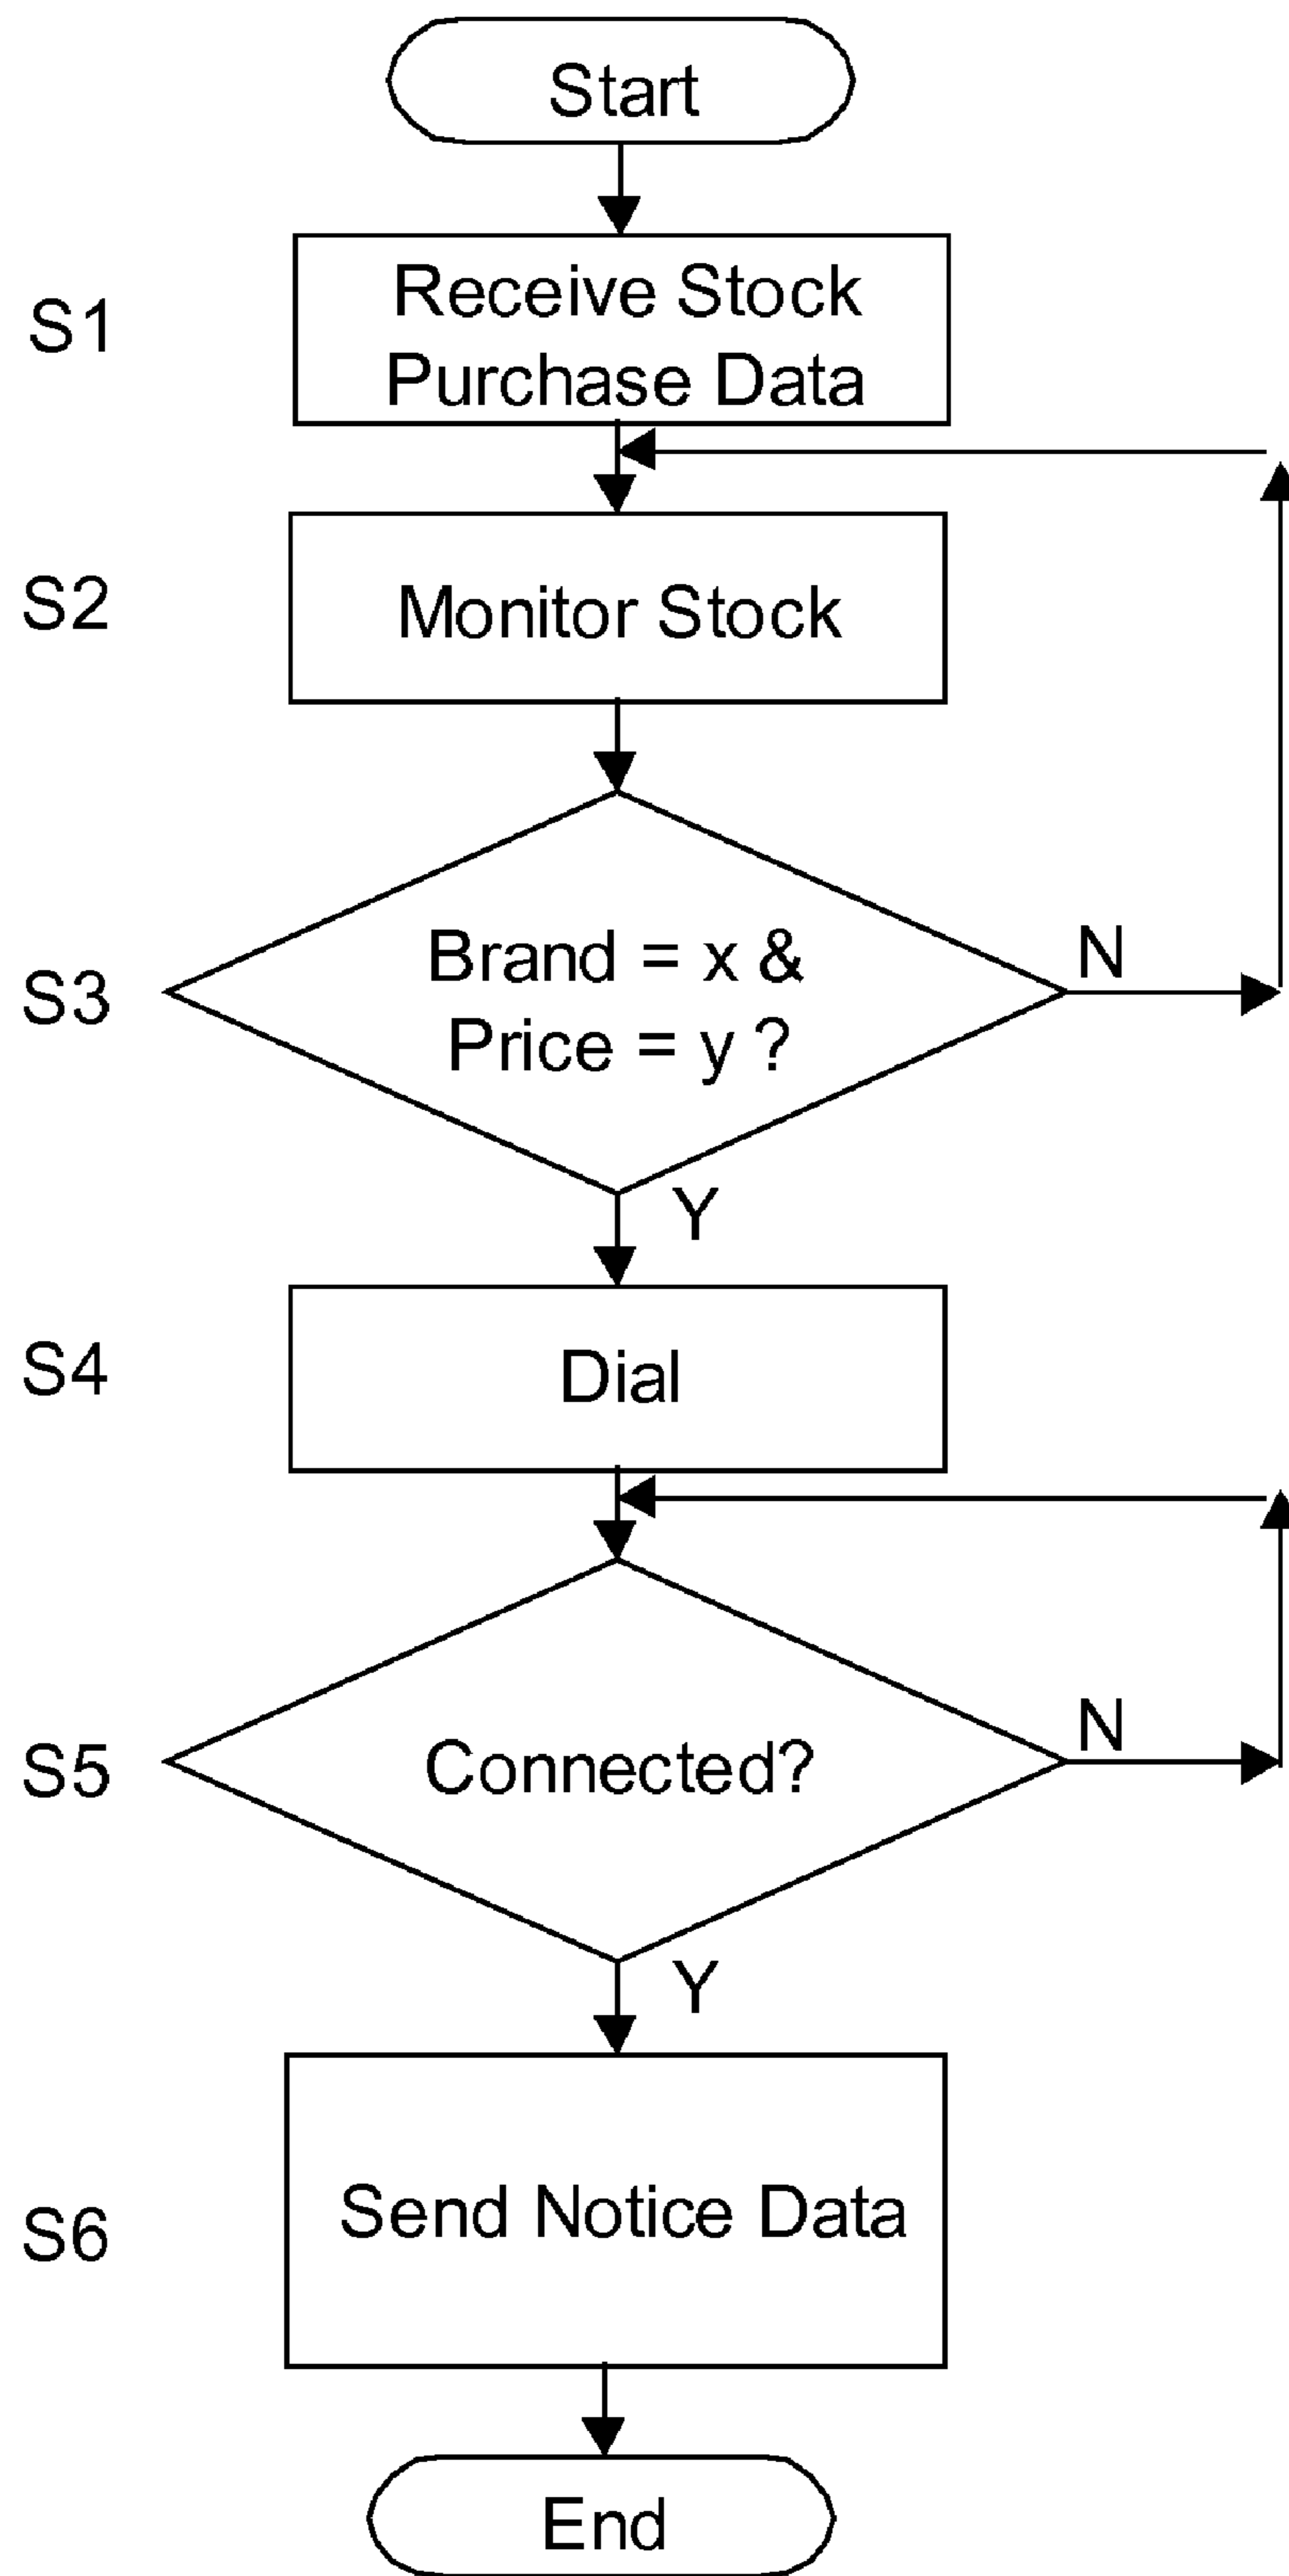 Start
S1
Receive Stock
Purchase Data
S2
Monitor Stock
S3
Brand = x &
Price = y ?
N
Y
S4
Dial
S5
Connected?
N
Y
S6
Send Notice Data
End